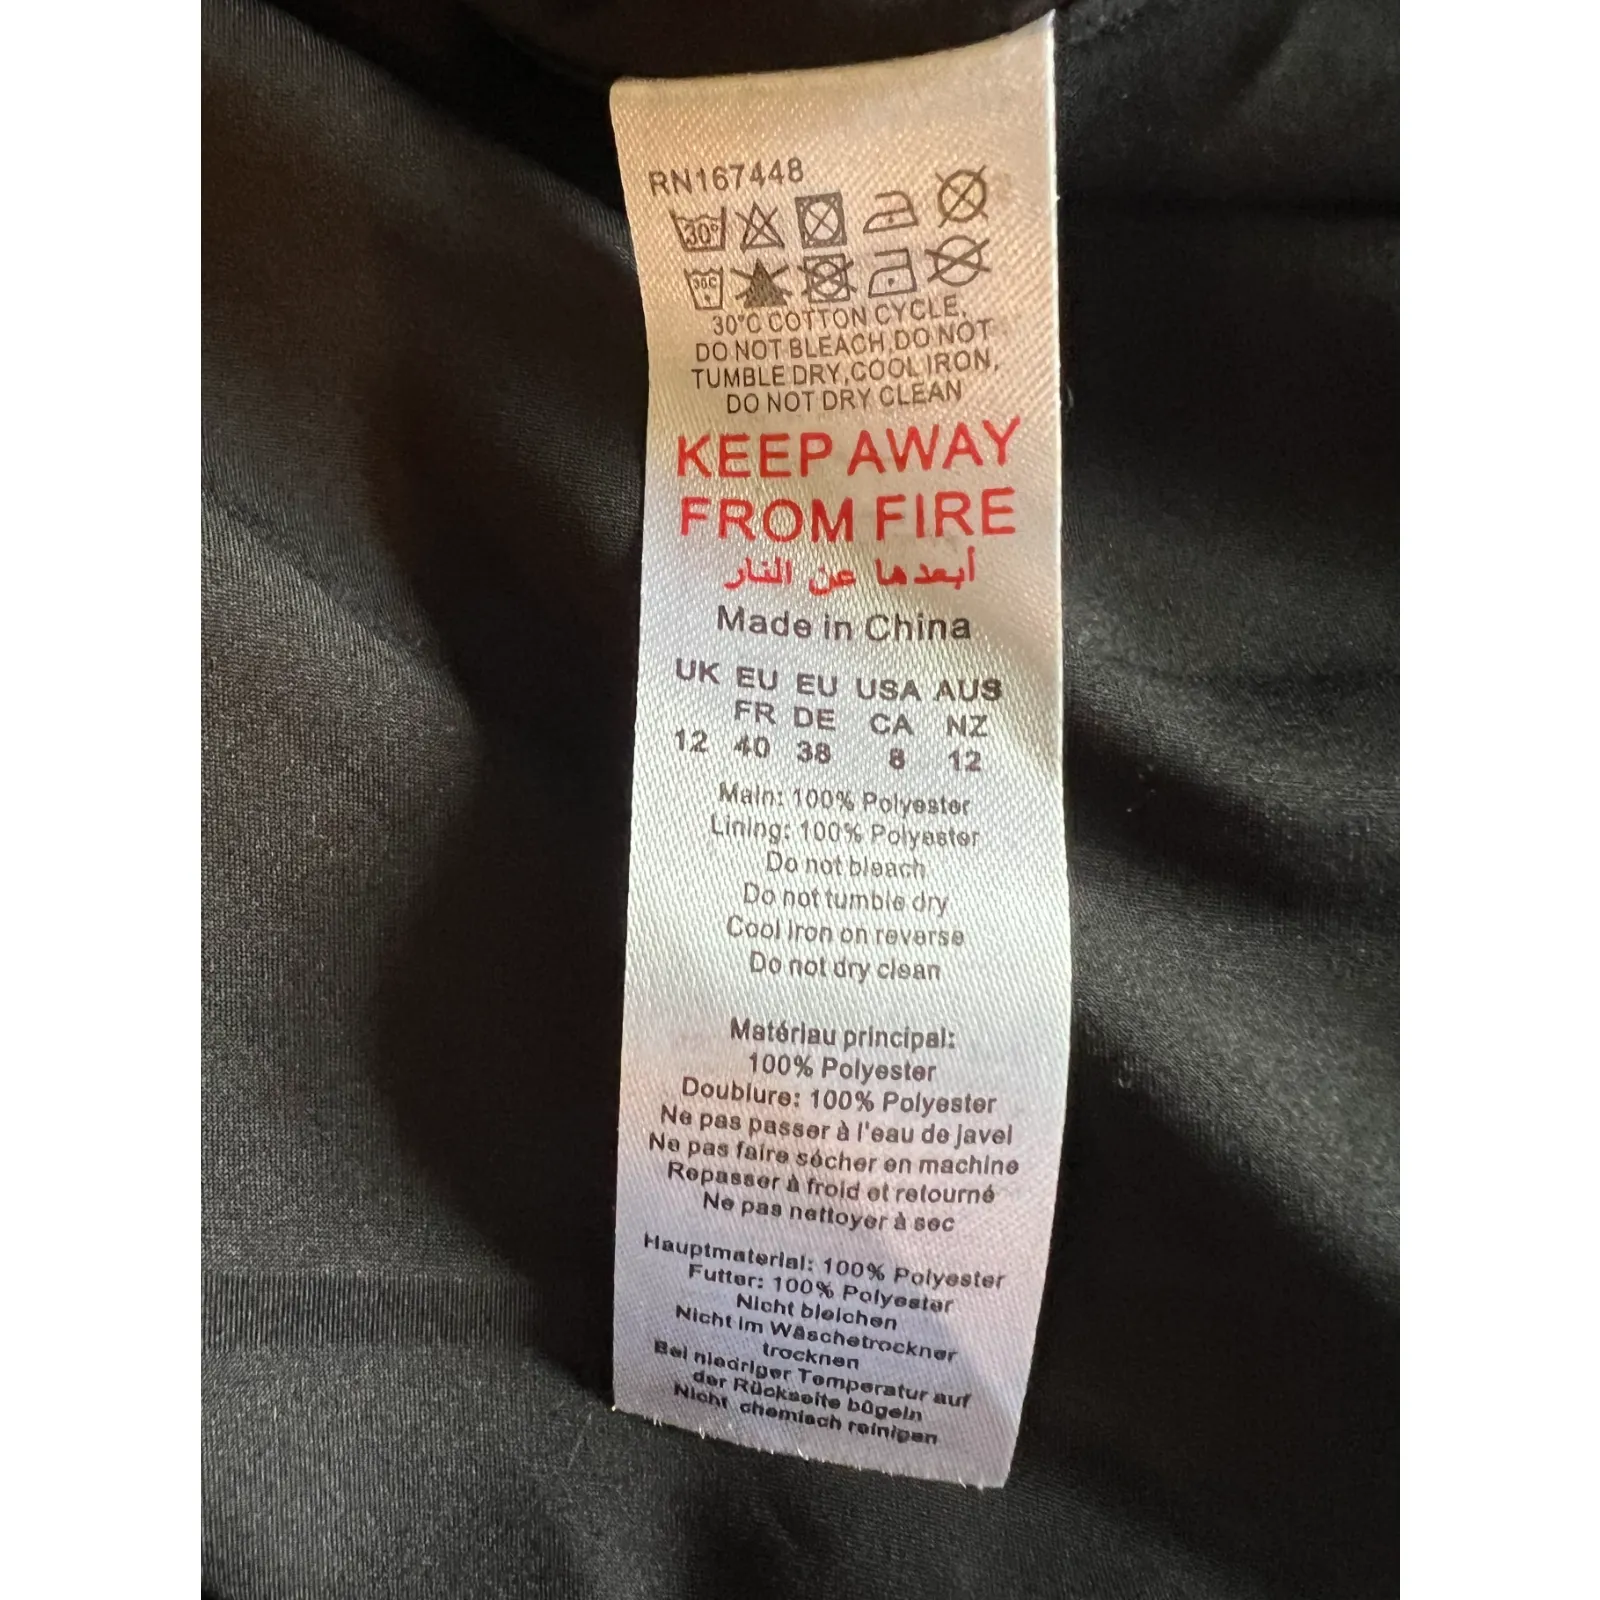 RN167448
30°
30C
30°C COTTON CYCLE,
DO NOT BLEACH,DO NOT
TUMBLE DRY,COOL IRON,
DO NOT DRY CLEAN
KEEP AWAY
FROM FIRE
أبعدها عن النار
Made in China
UK EU EU USA AUS
FR DE CA NZ
12 40 38 8 12
Main: 100% Polyester
Lining: 100% Polyester
Do not bleach
Do not tumble dry
Cool iron on reverse
Do not dry clean
Matériau principal:
100% Polyester
Doublure: 100% Polyester
Ne pas passer à l'eau de javel
Ne pas faire sécher en machine
Repasser à froid et retourné
Ne pas nettoyer à sec
Hauptmaterial: 100% Polyester
Futter: 100% Polyester
Nicht bleichen
Nicht im Wäschetrockner
trocknen
Bei niedriger Temperatur auf
der Rückseite bügeln
Nicht chemisch reinigen